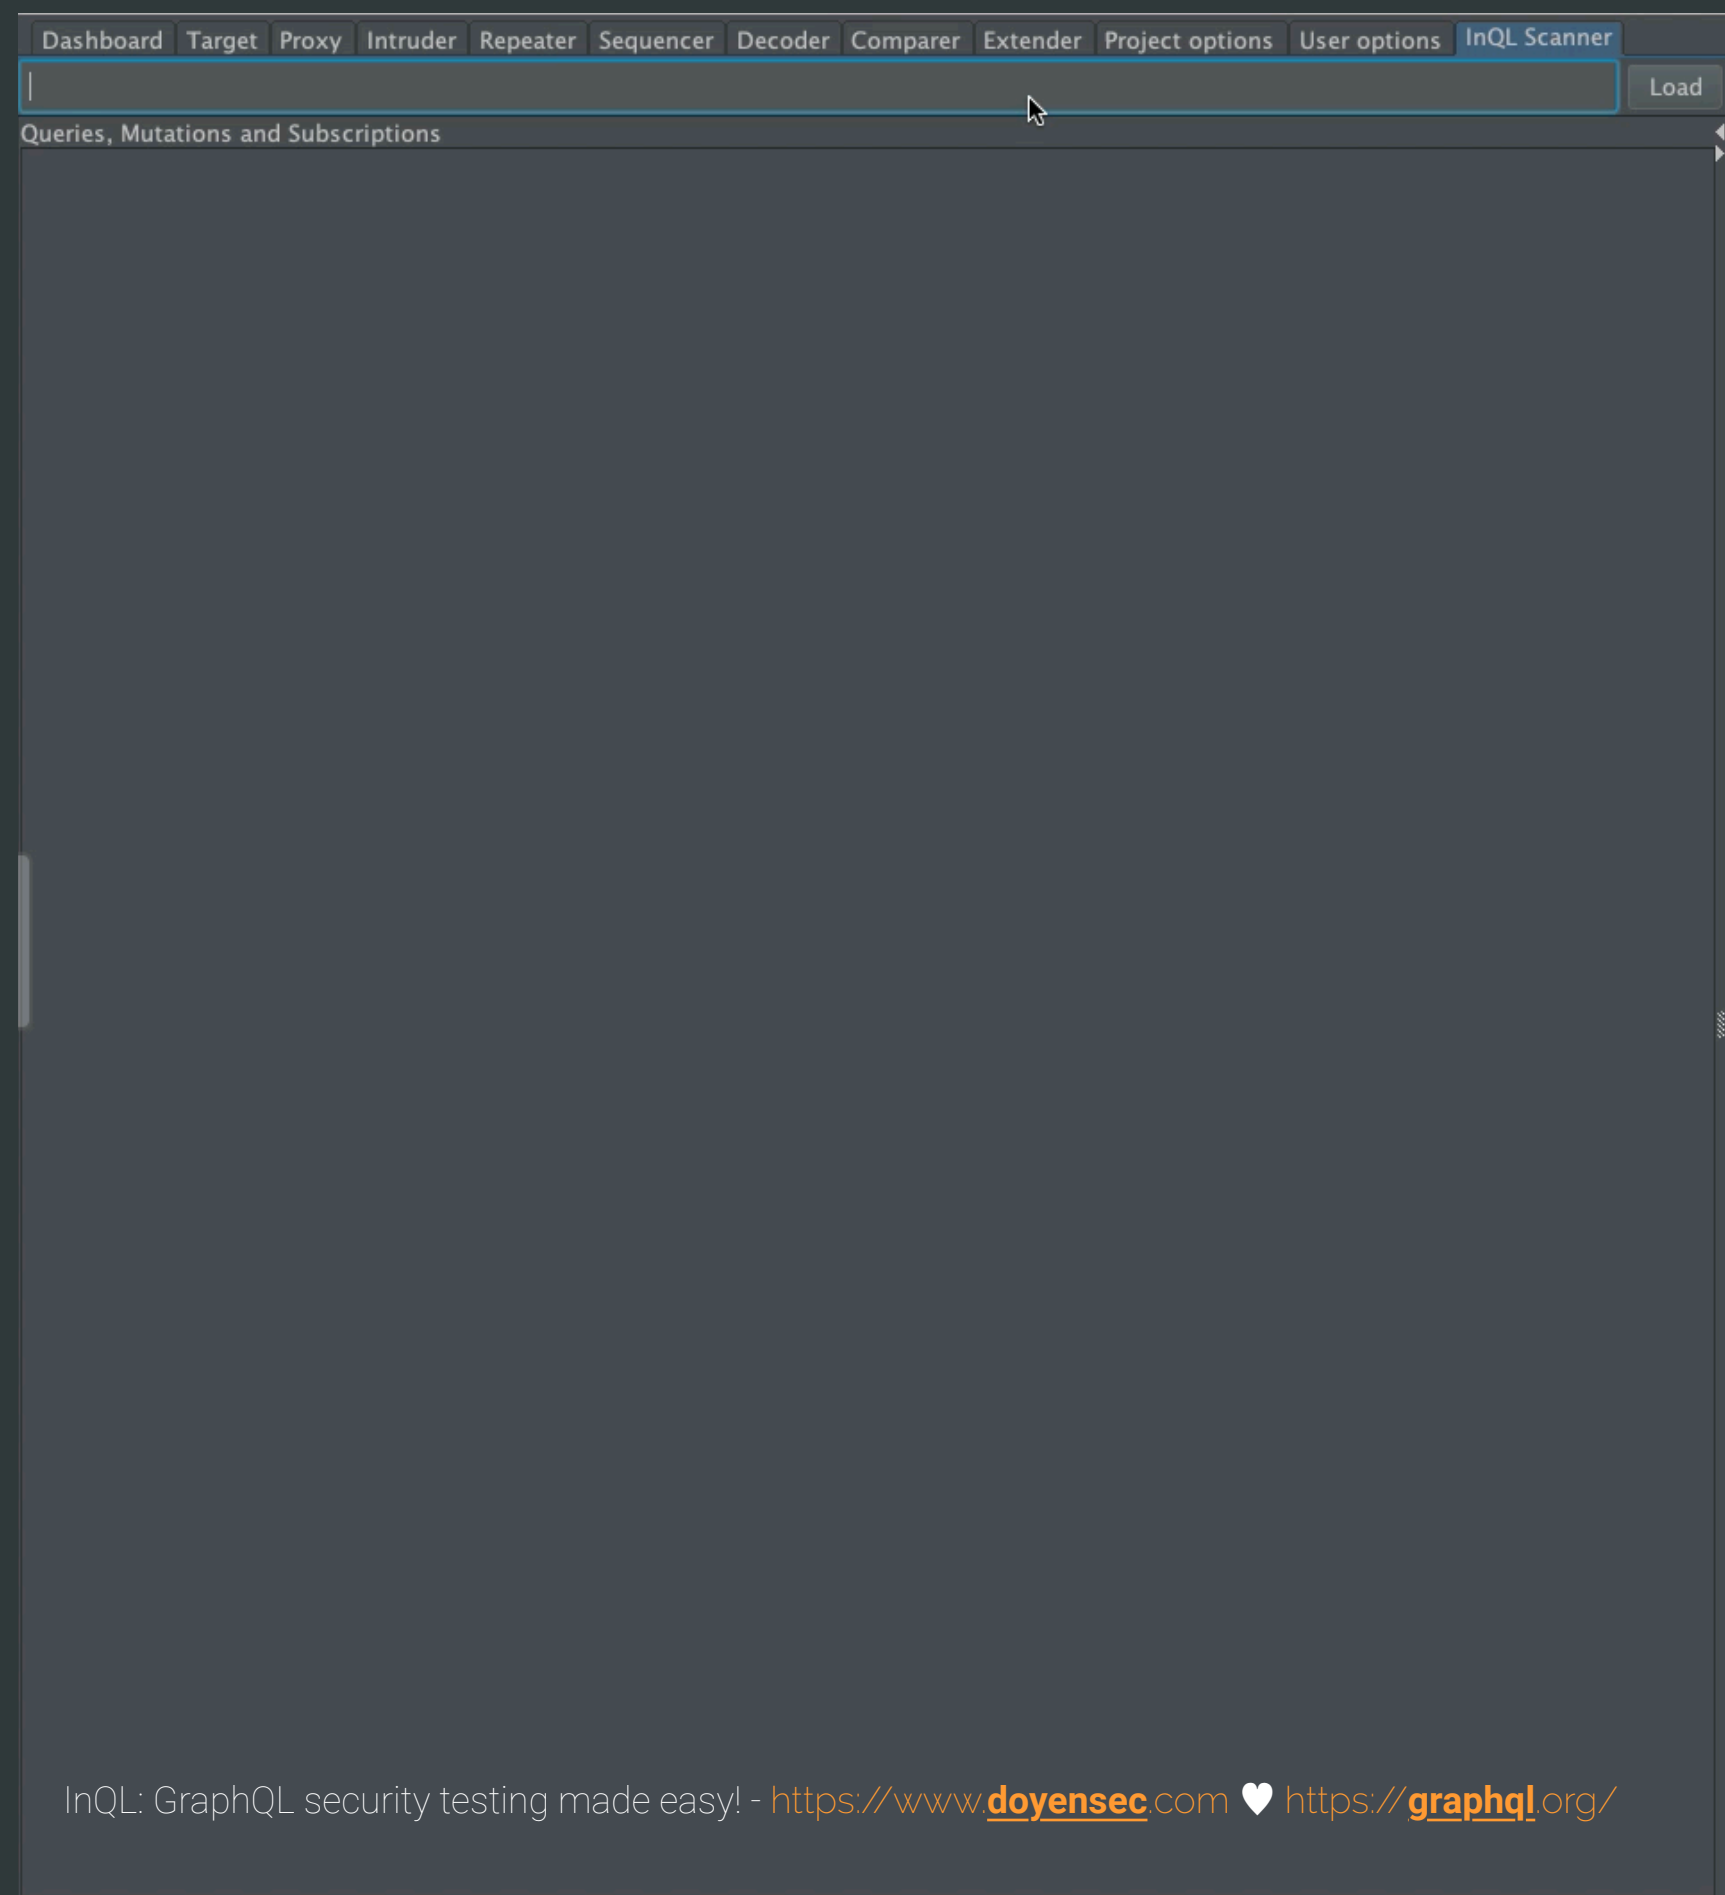 Dashboard Target Proxy Intruder Repeater Sequencer Decoder Comparer Extender Project options User options InQL Scanner
Load
Queries, Mutations and Subscriptions
InQL: GraphQL security testing made easy! - https://www.doyensec.com ♥ https://graphql.org/